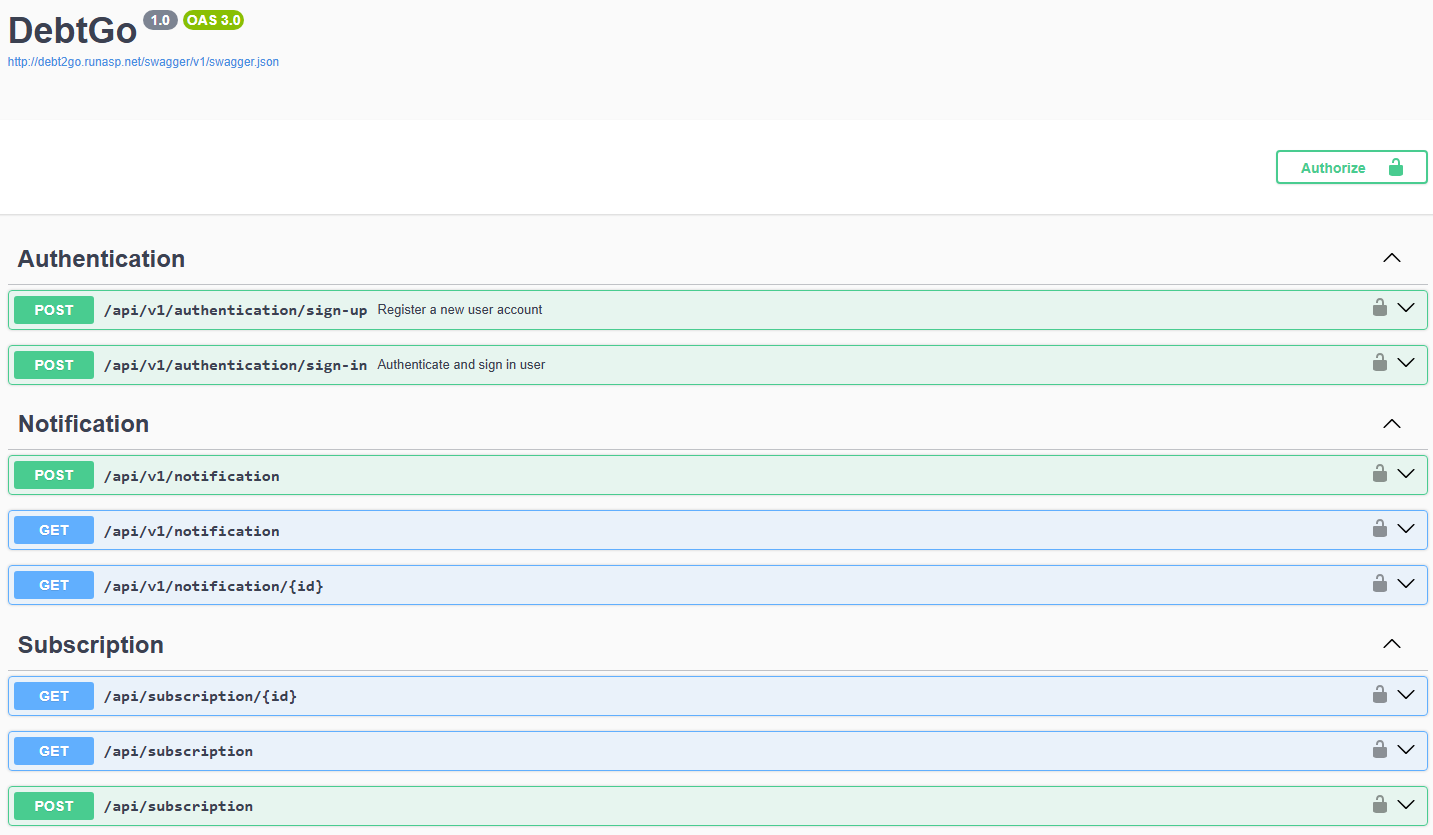 DebtGo 1.0 OAS 3.0
http://debt2go.runasp.net/swagger/v1/swagger.json
Authorize
Authentication
POST /api/v1/authentication/sign-up Register a new user account
POST /api/v1/authentication/sign-in Authenticate and sign in user
Notification
POST /api/v1/notification
GET /api/v1/notification
GET /api/v1/notification/{id}
Subscription
GET /api/subscription/{id}
GET /api/subscription
POST /api/subscription